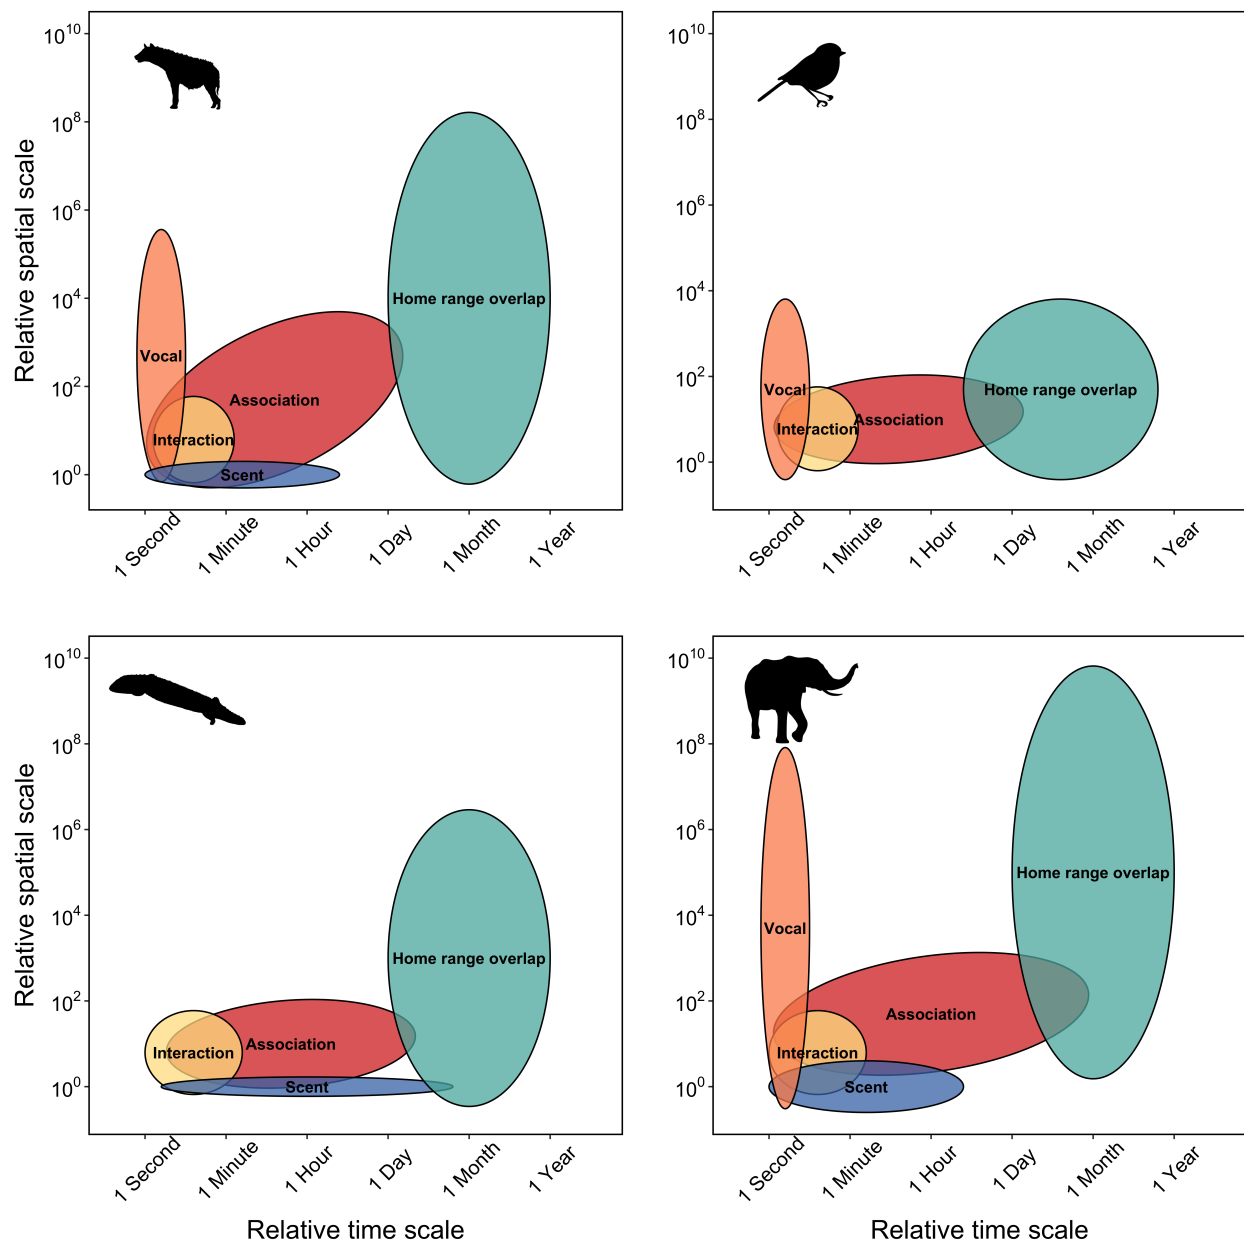 Relative spatial scale
10^10
10^8
10^6
10^4
10^2
10^0
Vocal
Association
Interaction
Scent
Home range overlap
1 Second
1 Minute
1 Hour
1 Day
1 Month
1 Year
10^10
10^8
10^6
10^4
10^2
10^0
Vocal
Interaction
Association
Home range overlap
1 Second
1 Minute
1 Hour
1 Day
1 Month
1 Year
Relative spatial scale
10^10
10^8
10^6
10^4
10^2
10^0
Interaction
Association
Scent
Home range overlap
1 Second
1 Minute
1 Hour
1 Day
1 Month
1 Year
Relative time scale
10^10
10^8
10^6
10^4
10^2
10^0
Vocal
Association
Interaction
Scent
Home range overlap
1 Second
1 Minute
1 Hour
1 Day
1 Month
1 Year
Relative time scale